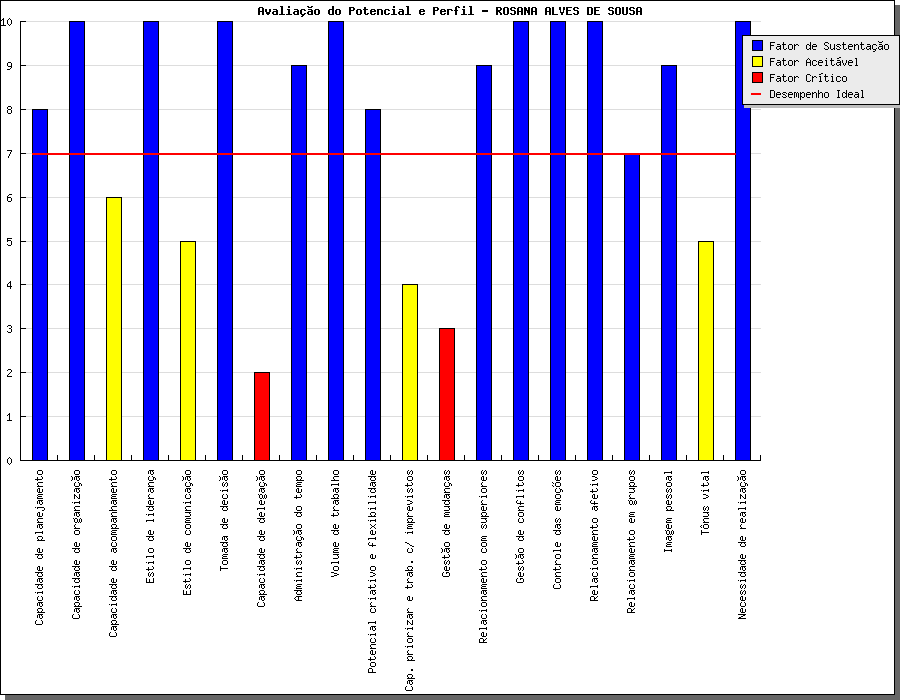 Avaliação do Potencial e Perfil - ROSANA ALVES DE SOUSA
Fator de Sustentação
Fator Aceitável
Fator Crítico
Desempenho Ideal
10
9
8
7
6
5
4
3
2
1
0
Capacidade de planejamento
Capacidade de organização
Capacidade de acompanhamento
Estilo de liderança
Estilo de comunicação
Tomada de decisão
Capacidade de delegação
Administração do tempo
Volume de trabalho
Potencial criativo e flexibilidade
Cap. priorizar e trab. c/ imprevistos
Gestão de mudanças
Relacionamento com superiores
Gestão de conflitos
Controle das emoções
Relacionamento afetivo
Relacionamento em grupos
Imagem pessoal
Tônus vital
Necessidade de realização